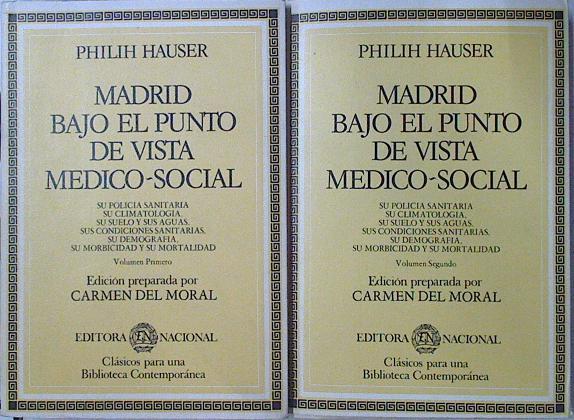 PHILIH HAUSER
MADRID
BAJO EL PUNTO
DE VISTA
MEDICO-SOCIAL
SU POLICIA SANITARIA
SU CLIMATOLOGIA,
SU SUELO Y SUS AGUAS,
SUS CONDICIONES SANITARIAS,
SU DEMOGRAFIA,
SU MORBICIDAD Y SU MORTALIDAD
Volumen Primero
Edición preparada por
CARMEN DEL MORAL
EDITORA EN NACIONAL
Clásicos para una
Biblioteca Contemporánea
PHILIH HAUSER
MADRID
BAJO EL PUNTO
DE VISTA
MEDICO-SOCIAL
SU POLICIA SANITARIA
SU CLIMATOLOGIA,
SU SUELO Y SUS AGUAS,
SUS CONDICIONES SANITARIAS,
SU DEMOGRAFIA,
SU MORBICIDAD Y SU MORTALIDAD
Volumen Segundo
Edición preparada por
CARMEN DEL MORAL
EDITORA EN NACIONAL
Clásicos para una
Biblioteca Contemporánea